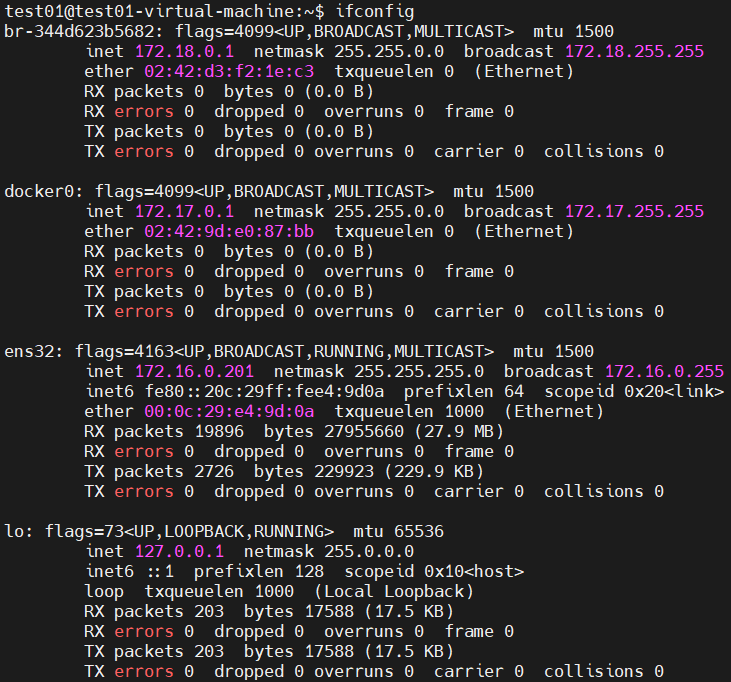 test01@test01-virtual-machine:~$ ifconfig
br-344d623b5682: flags=4099<UP,BROADCAST,MULTICAST>  mtu 1500
        inet 172.18.0.1  netmask 255.255.0.0  broadcast 172.18.255.255
        ether 02:42:d3:f2:1e:c3  txqueuelen 0  (Ethernet)
        RX packets 0  bytes 0 (0.0 B)
        RX errors 0  dropped 0  overruns 0  frame 0
        TX packets 0  bytes 0 (0.0 B)
        TX errors 0  dropped 0 overruns 0  carrier 0  collisions 0

docker0: flags=4099<UP,BROADCAST,MULTICAST>  mtu 1500
        inet 172.17.0.1  netmask 255.255.0.0  broadcast 172.17.255.255
        ether 02:42:9d:e0:87:bb  txqueuelen 0  (Ethernet)
        RX packets 0  bytes 0 (0.0 B)
        RX errors 0  dropped 0  overruns 0  frame 0
        TX packets 0  bytes 0 (0.0 B)
        TX errors 0  dropped 0 overruns 0  carrier 0  collisions 0

ens32: flags=4163<UP,BROADCAST,RUNNING,MULTICAST>  mtu 1500
        inet 172.16.0.201  netmask 255.255.255.0  broadcast 172.16.0.255
        inet6 fe80::20c:29ff:fee4:9d0a  prefixlen 64  scopeid 0x20<link>
        ether 00:0c:29:e4:9d:0a  txqueuelen 1000  (Ethernet)
        RX packets 19896  bytes 27955660 (27.9 MB)
        RX errors 0  dropped 0  overruns 0  frame 0
        TX packets 2726  bytes 229923 (229.9 KB)
        TX errors 0  dropped 0 overruns 0  carrier 0  collisions 0

lo: flags=73<UP,LOOPBACK,RUNNING>  mtu 65536
        inet 127.0.0.1  netmask 255.0.0.0
        inet6 ::1  prefixlen 128  scopeid 0x10<host>
        loop  txqueuelen 1000  (Local Loopback)
        RX packets 203  bytes 17588 (17.5 KB)
        RX errors 0  dropped 0  overruns 0  frame 0
        TX packets 203  bytes 17588 (17.5 KB)
        TX errors 0  dropped 0 overruns 0  carrier 0  collisions 0